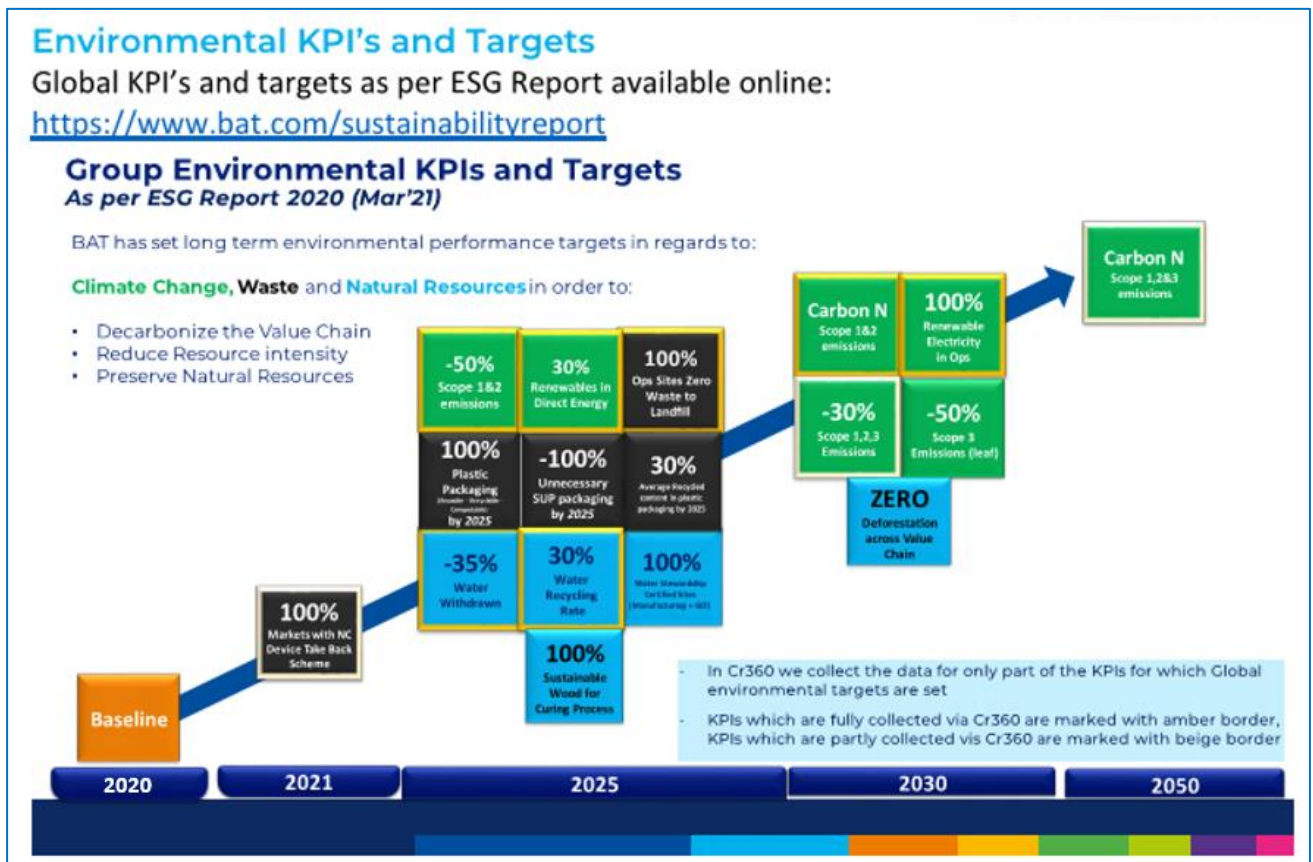 Environmental KPI's and Targets
Global KPI's and targets as per ESG Report available online:
https://www.bat.com/sustainabilityreport
Group Environmental KPIs and Targets
As per ESG Report 2020 (Mar'21)
BAT has set long term environmental performance targets in regards to:
Climate Change, Waste and Natural Resources in order to:
• Decarbonize the Value Chain
• Reduce Resource intensity
• Preserve Natural Resources
Baseline
100%
Markets with NC
Device Take Back
Scheme
-50%
Scope 1&2
emissions
30%
Renewables in
Direct Energy
100%
Ops Sites Zero
Waste to
Landfill
100%
Plastic
Packaging
by 2025
-100%
Unnecessary
SUP packaging
by 2025
30%
Average Recycled
content in plastic
packaging by 2025
-35%
Water
Withdrawn
30%
Water
Recycling
Rate
100%
Water Stewardship
Certified Sites
100%
Sustainable
Wood for
Curing Process
Carbon N
Scope 1&2
emissions
100%
Renewable
Electricity
in Ops
-30%
Scope 1,2,3
Emissions
-50%
Scope 3
Emissions (leaf)
ZERO
Deforestation
across Value
Chain
Carbon N
Scope 1,2&3
emissions
- In Cr360 we collect the data for only part of the KPIs for which Global
environmental targets are set
- KPIs which are fully collected via Cr360 are marked with amber border,
KPIs which are partly collected vis Cr360 are marked with beige border
2020
2021
2025
2030
2050